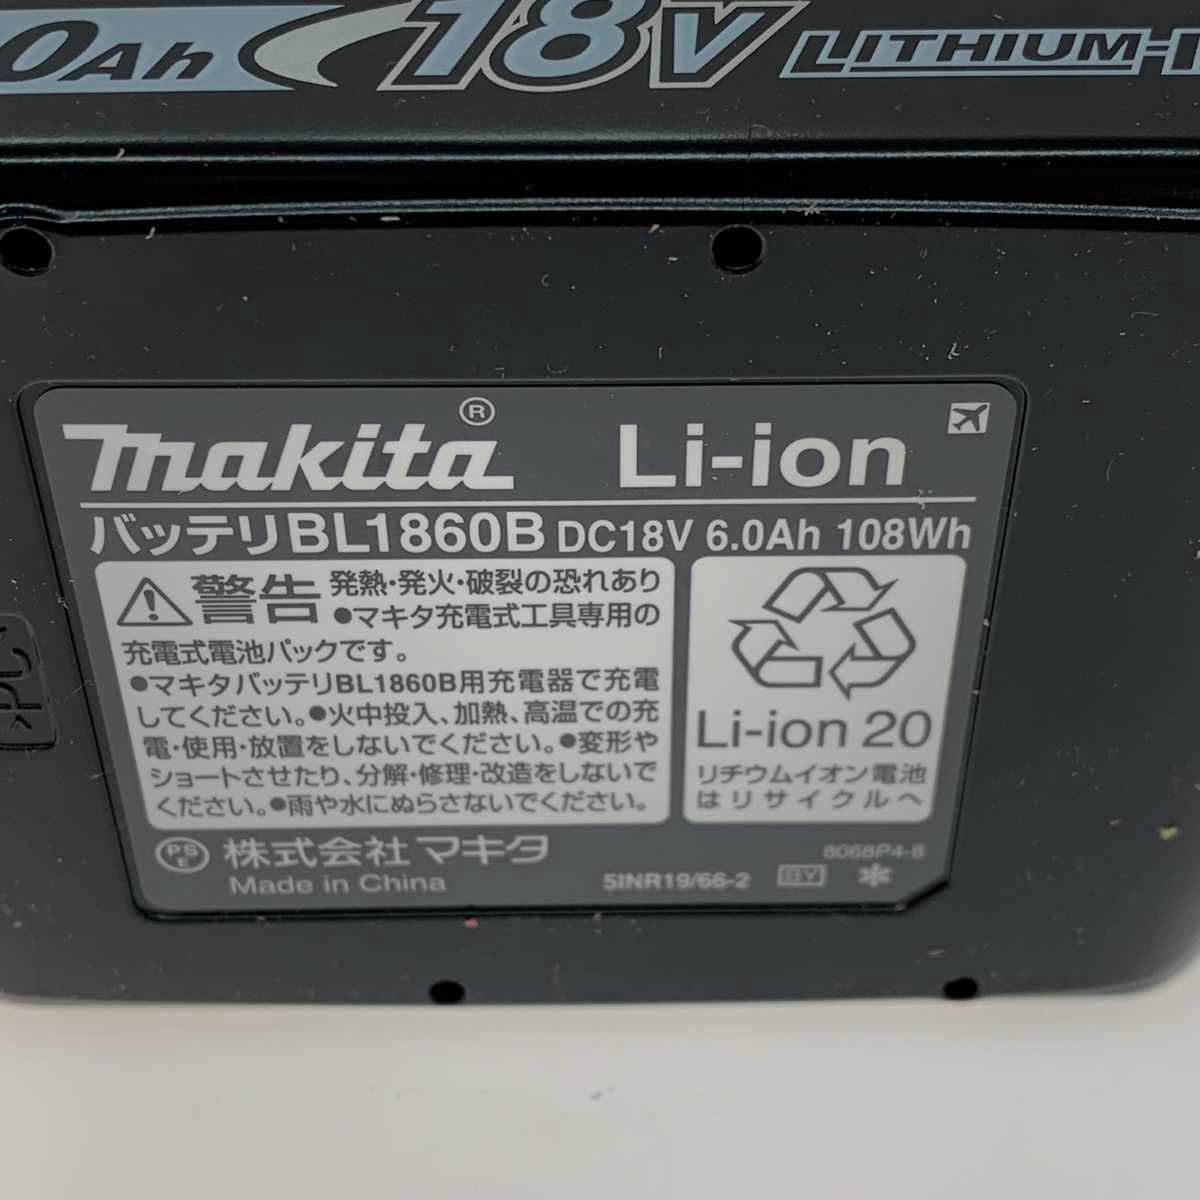 0Ah 18V LITHIUM-I
makita® Li-ion
バッテリBL1860B DC18V 6.0Ah 108Wh
警告 発熱・発火・破裂の恐れあり
●マキタ充電式工具専用の
充電式電池パックです。
●マキタバッテリBL1860B用充電器で充電
してください。●火中投入、加熱、高温での充
電・使用・放置をしないでください。●変形や
ショートさせたり、分解・修理・改造をしないで
ください。●雨や水にぬらさないでください。
Li-ion 20
リチウムイオン電池
はリサイクルへ
PSE 株式会社マキタ
Made in China
8068P4-8
5INR19/66-2 BY